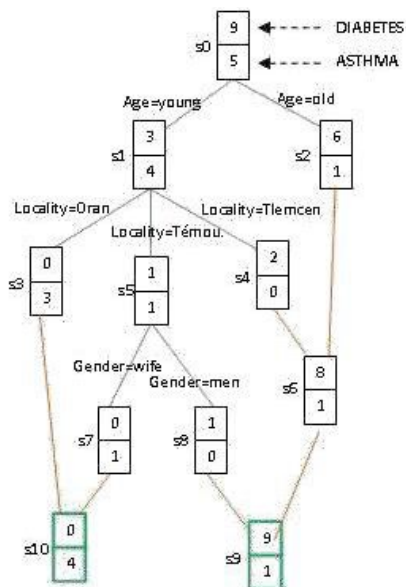 9
DIABETES
s0
5
ASTHMA
Age=young
Age=old
3
6
s1
s2
4
1
Locality=Oran
Locality=Tlemcen
Locality=Témou.
0
1
2
s3
s5
s4
3
1
0
Gender=wife
Gender=men
8
s6
1
0
1
s7
s8
1
0
0
9
s10
s9
4
1